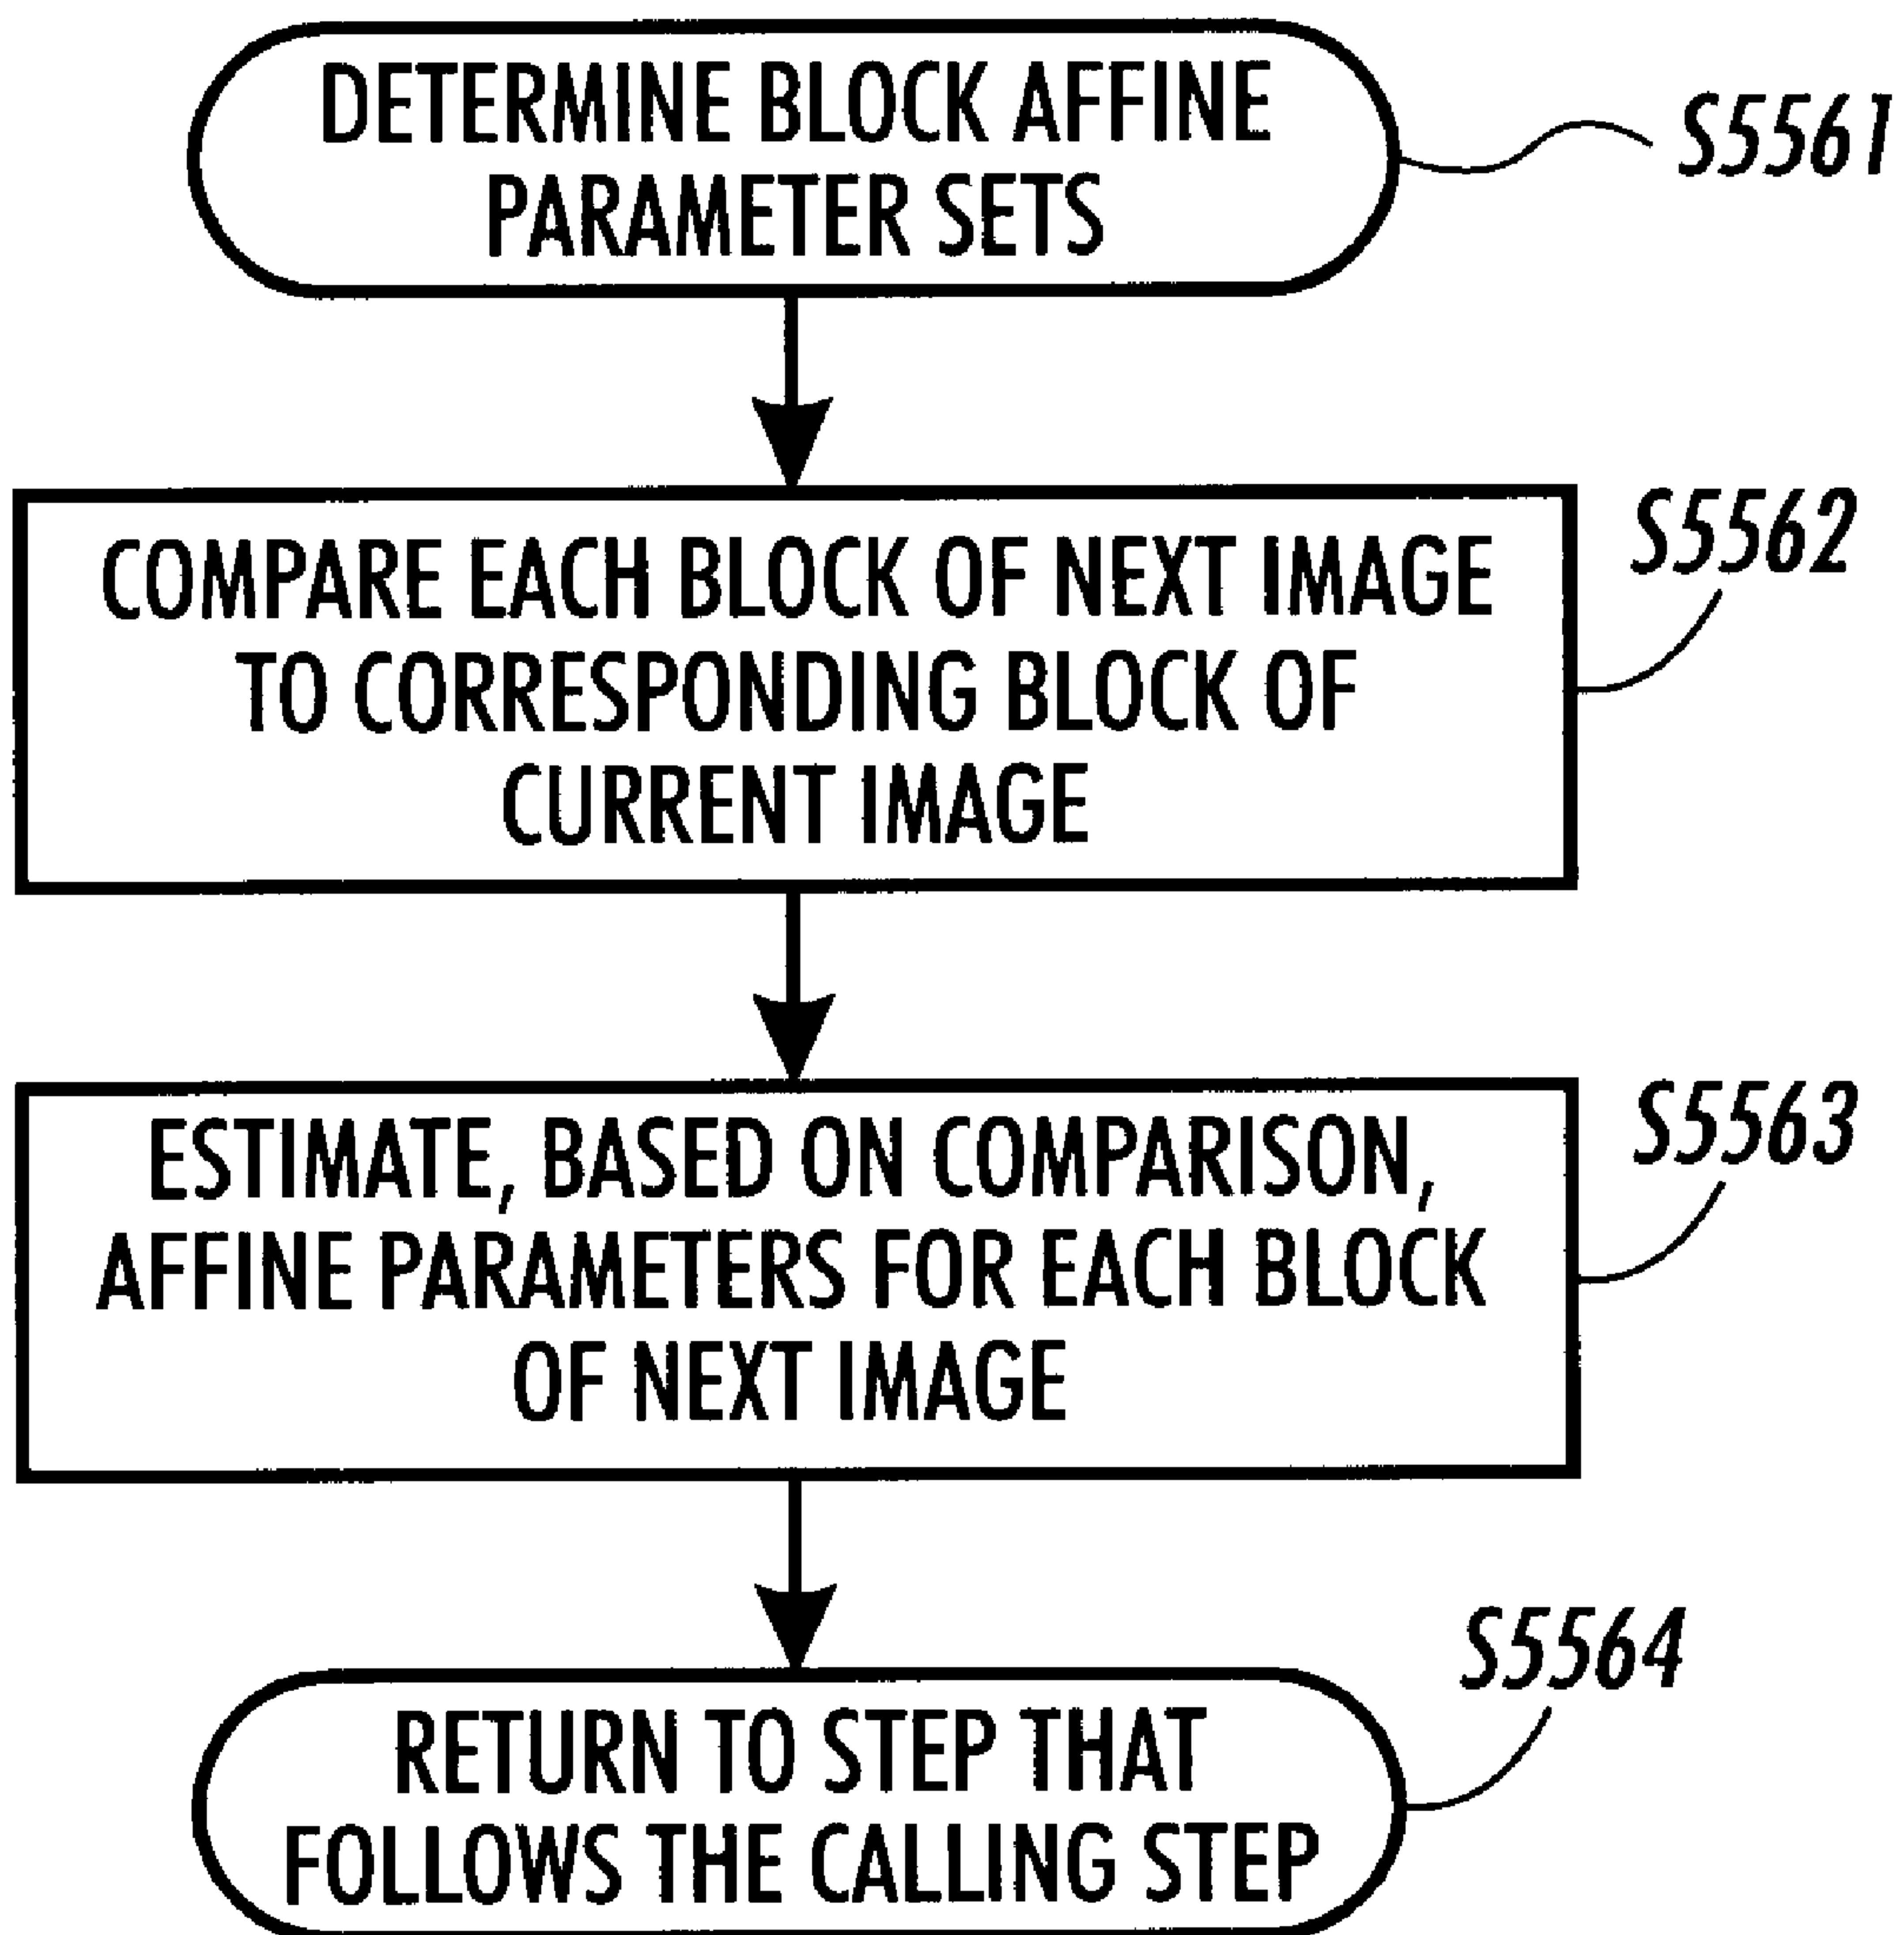 DETERMINE BLOCK AFFINE
PARAMETER SETS
S5561
COMPARE EACH BLOCK OF NEXT IMAGE
TO CORRESPONDING BLOCK OF
CURRENT IMAGE
S5562
ESTIMATE, BASED ON COMPARISON,
AFFINE PARAMETERS FOR EACH BLOCK
OF NEXT IMAGE
S5563
RETURN TO STEP THAT
FOLLOWS THE CALLING STEP
S5564